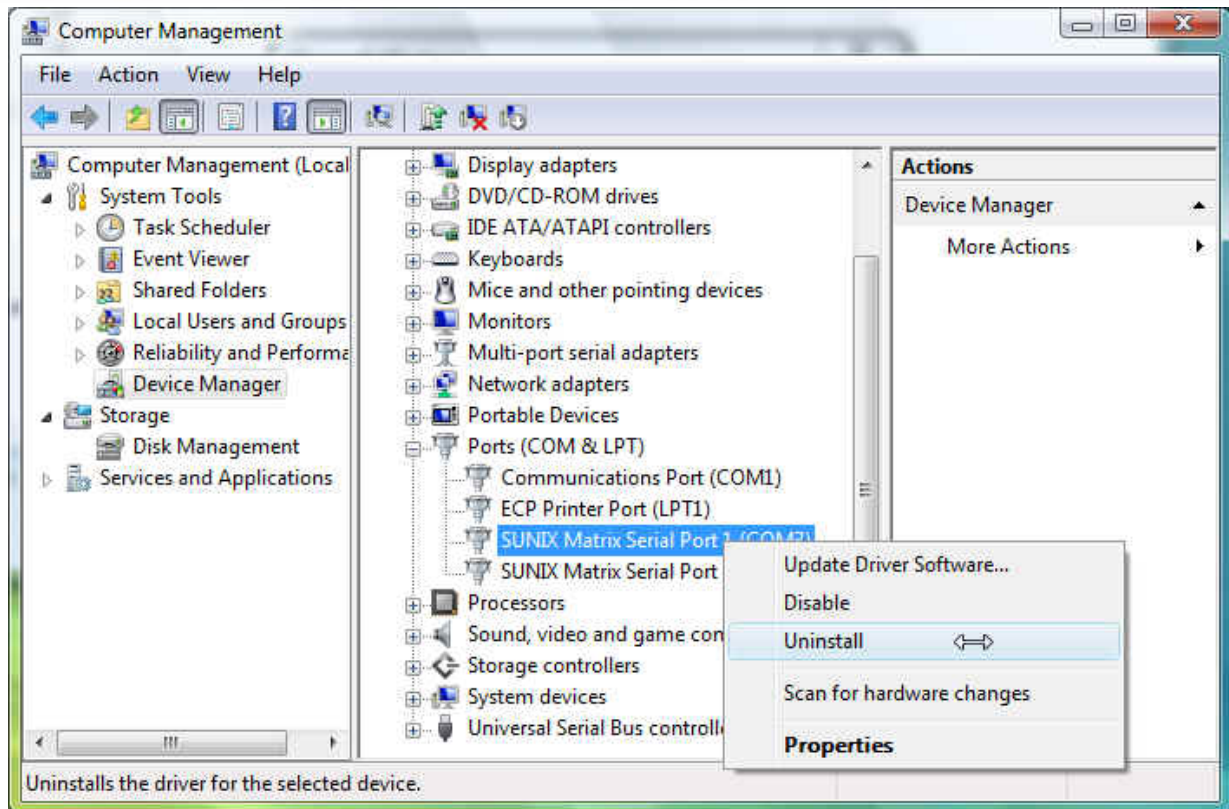 Computer Management
File Action View Help
Computer Management (Local
System Tools
Task Scheduler
Event Viewer
Shared Folders
Local Users and Groups
Reliability and Performa
Device Manager
Storage
Disk Management
Services and Applications
Display adapters
DVD/CD-ROM drives
IDE ATA/ATAPI controllers
Keyboards
Mice and other pointing devices
Monitors
Multi-port serial adapters
Network adapters
Portable Devices
Ports (COM & LPT)
Communications Port (COM1)
ECP Printer Port (LPT1)
SUNIX Matrix Serial Port 1
SUNIX Matrix Serial Port
Processors
Sound, video and game con
Storage controllers
System devices
Universal Serial Bus controlle
Actions
Device Manager
More Actions
Update Driver Software...
Disable
Uninstall
Scan for hardware changes
Properties
Uninstalls the driver for the selected device.